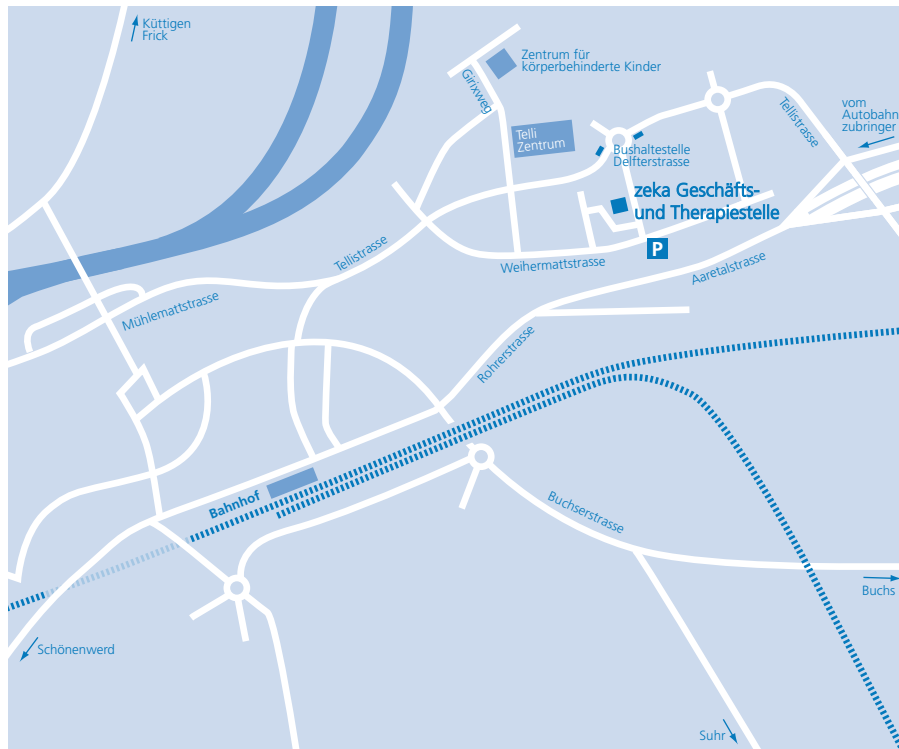 Küttigen
Frick
Zentrum für
körperbehinderte Kinder
Girixweg
Tellistrasse
vom
Autobahn
zubringer
Telli
Zentrum
Bushaltestelle
Delfterstrasse
zeka Geschäfts-
und Therapiestelle
P
Tellistrasse
Weihermattstrasse
Aaretalstrasse
Mühlemattstrasse
Rohrerstrasse
Bahnhof
Buchserstrasse
Buchs
Schönenwerd
Suhr